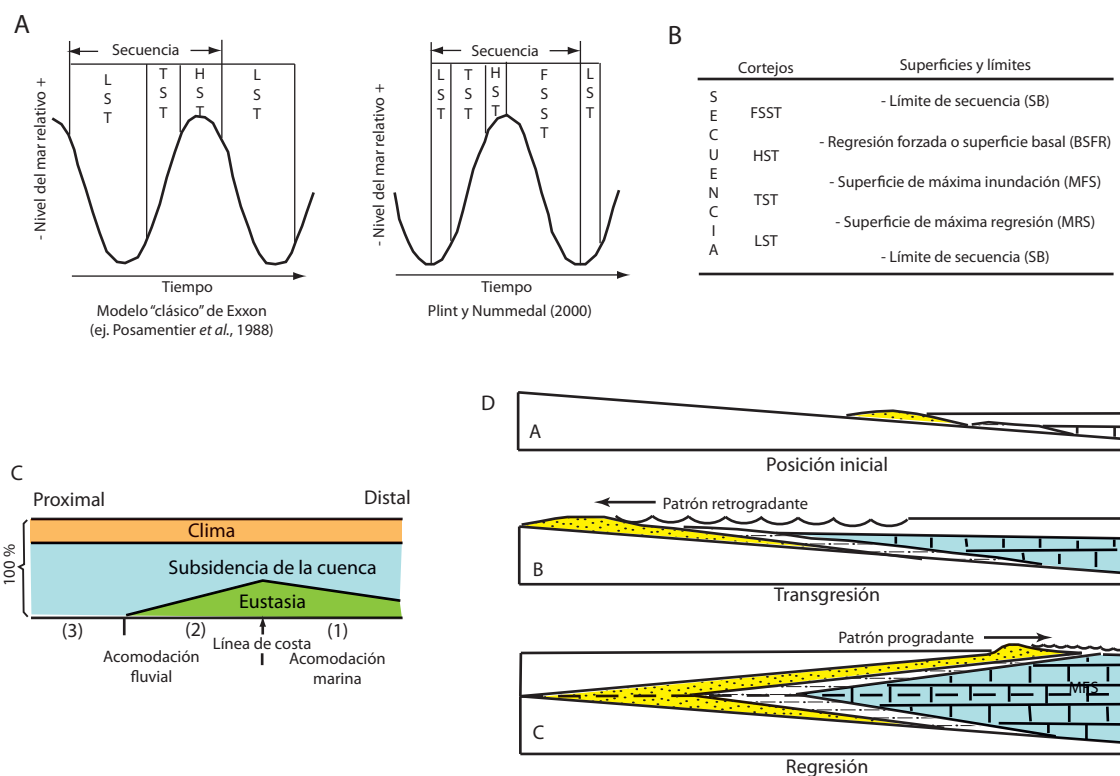 A
Secuencia
L S T
T S T
H S T
L S T
- Nivel del mar relativo +
Tiempo
Modelo "clásico" de Exxon
(ej. Posamentier et al., 1988)
Secuencia
L S T
T S T
H S T
F S S T
L S T
- Nivel del mar relativo +
Tiempo
Plint y Nummedal (2000)
B
Cortejos
Superficies y límites
S E C U E N C I A
- Límite de secuencia (SB)
FSST
- Regresión forzada o superficie basal (BSFR)
HST
- Superficie de máxima inundación (MFS)
TST
- Superficie de máxima regresión (MRS)
LST
- Límite de secuencia (SB)
C
Proximal
Distal
100 %
Clima
Subsidencia de la cuenca
Eustasia
(3)
(2)
Línea de costa
(1)
Acomodación
fluvial
Acomodación
marina
D
A
Posición inicial
Patrón retrogradante
B
Transgresión
Patrón progradante
MFS
C
Regresión